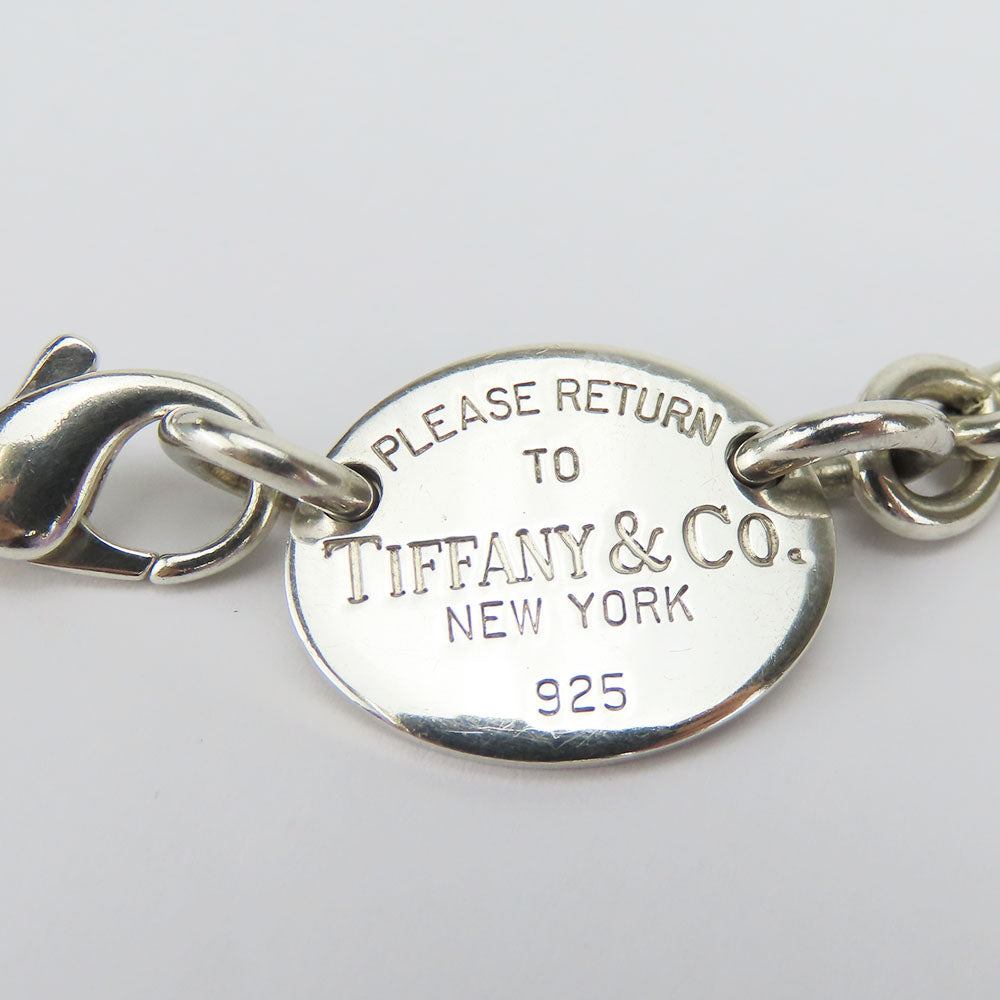 PLEASE RETURN
TO
TIFFANY & CO.
NEW YORK
925